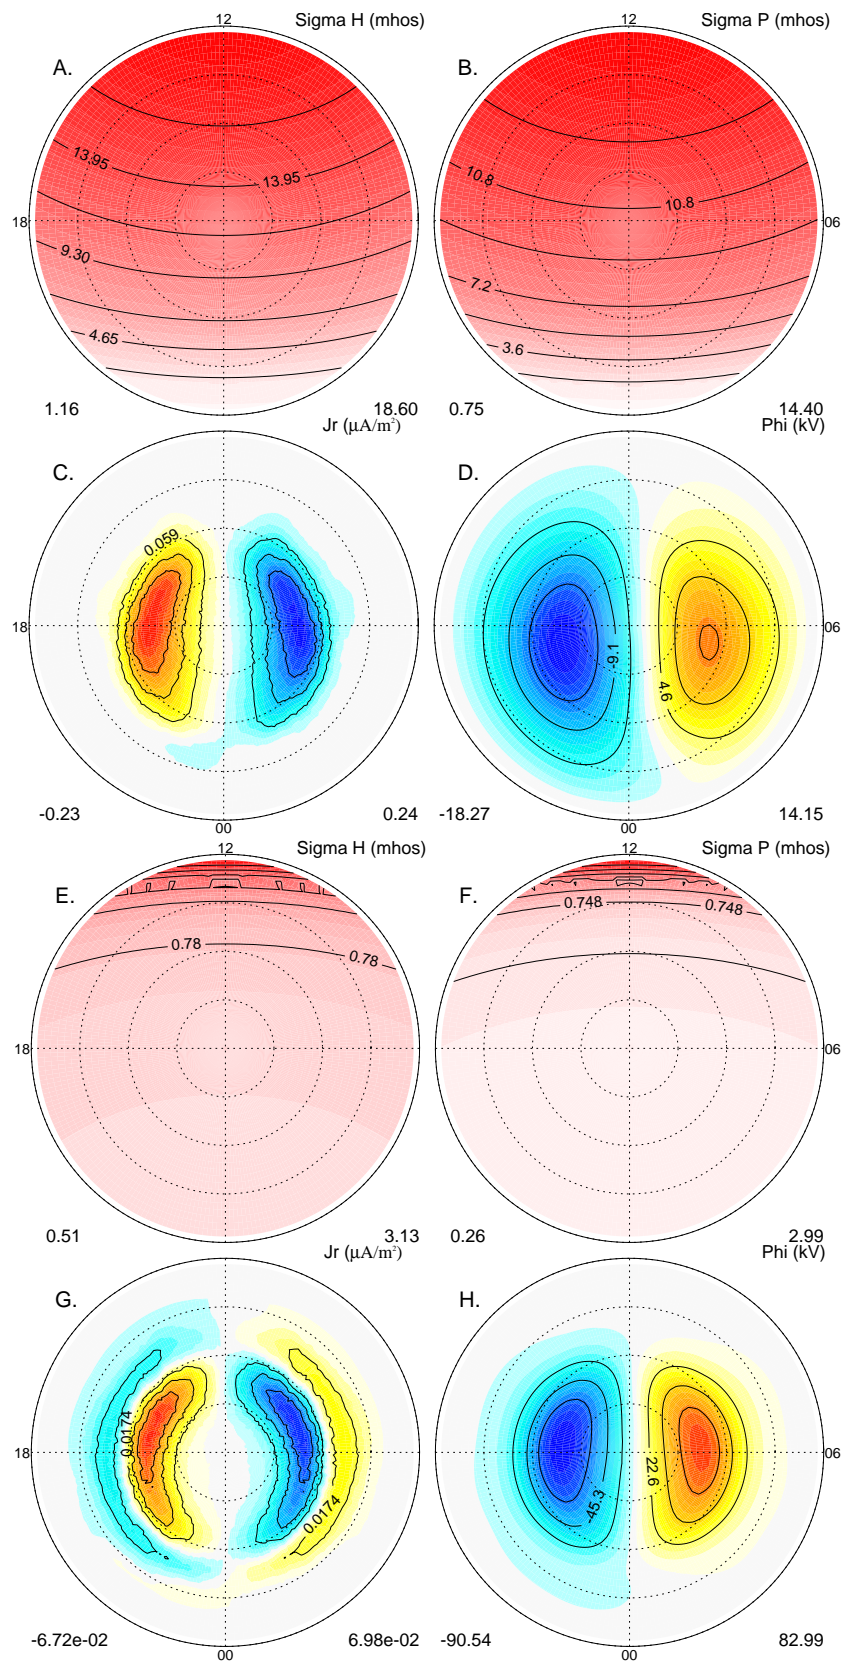 Sigma H (mhos)
12
Sigma P (mhos)
A.
B.
13.95
13.95
10.8
10.8
18
06
9.30
7.2
4.65
3.6
1.16
18.60
0.75
14.40
Jr (μA/m²)
Phi (kV)
C.
D.
0.059
18
06
-9.1
4.6
-0.23
0.24
-18.27
14.15
00
00
12
Sigma H (mhos)
12
Sigma P (mhos)
E.
F.
0.748
0.748
0.78
0.78
18
06
0.51
3.13
0.26
2.99
Jr (μA/m²)
Phi (kV)
G.
H.
0.0174
18
06
22.6
-45.3
0.0174
-6.72e-02
6.98e-02
-90.54
82.99
00
00